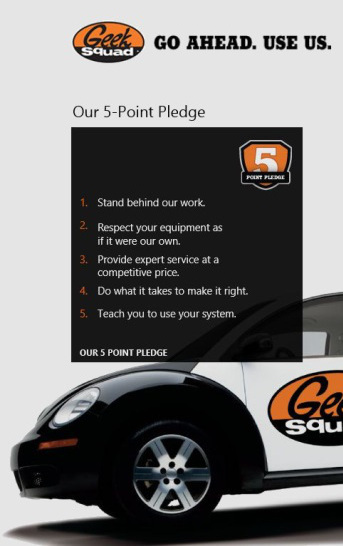 Geek
Squad
GO AHEAD. USE US.
Our 5-Point Pledge
5
POINT PLEDGE
1. Stand behind our work.
2. Respect your equipment as
if it were our own.
3. Provide expert service at a
competitive price.
4. Do what it takes to make it right.
5. Teach you to use your system.
OUR 5 POINT PLEDGE
Gee
Squ